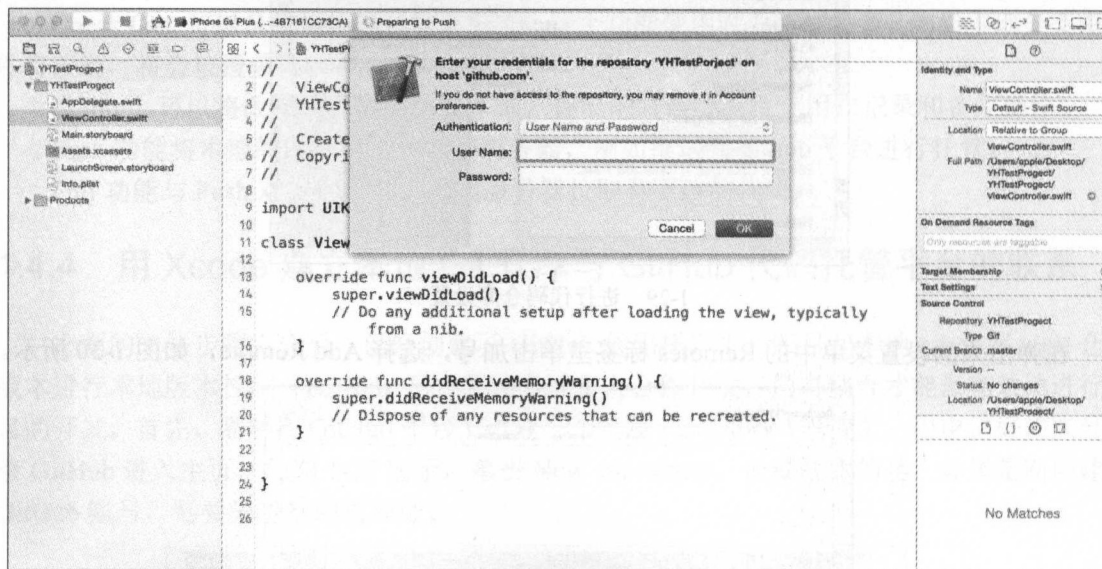 iPhone 6s Plus (...-4B7161CC73CA)
Preparing to Push
YHTestProgect
YHTestProgect
AppDelegate.swift
ViewController.swift
Main.storyboard
Assets.xcassets
LaunchScreen.storyboard
Info.plist
Products
YHTestPr
Enter your credentials for the repository 'YHTestPorject' on
host 'github.com'.
If you do not have access to the repository, you may remove it in Account
preferences.
Authentication: User Name and Password
User Name:
Password:
Cancel OK
1 //
2 // ViewCo
3 // YHTest
4 //
5 // Create
6 // Copyri
7 //
8
9 import UIK
10
11 class View
12
13 override func viewDidLoad() {
14 super.viewDidLoad()
15 // Do any additional setup after loading the view, typically
from a nib.
16 }
17
18 override func didReceiveMemoryWarning() {
19 super.didReceiveMemoryWarning()
20 // Dispose of any resources that can be recreated.
21 }
22
23
24 }
25
26
Identity and Type
Name ViewController.swift
Type Default - Swift Source
Location Relative to Group
ViewController.swift
Full Path /Users/apple/Desktop/
YHTestProgect/
YHTestProgect/
ViewController.swift
On Demand Resource Tags
Only resources are taggable
Target Membership
Text Settings
Source Control
Repository YHTestProgect
Type Git
Current Branch master
Version --
Status No changes
Location /Users/apple/Desktop/
YHTestProgect/
No Matches